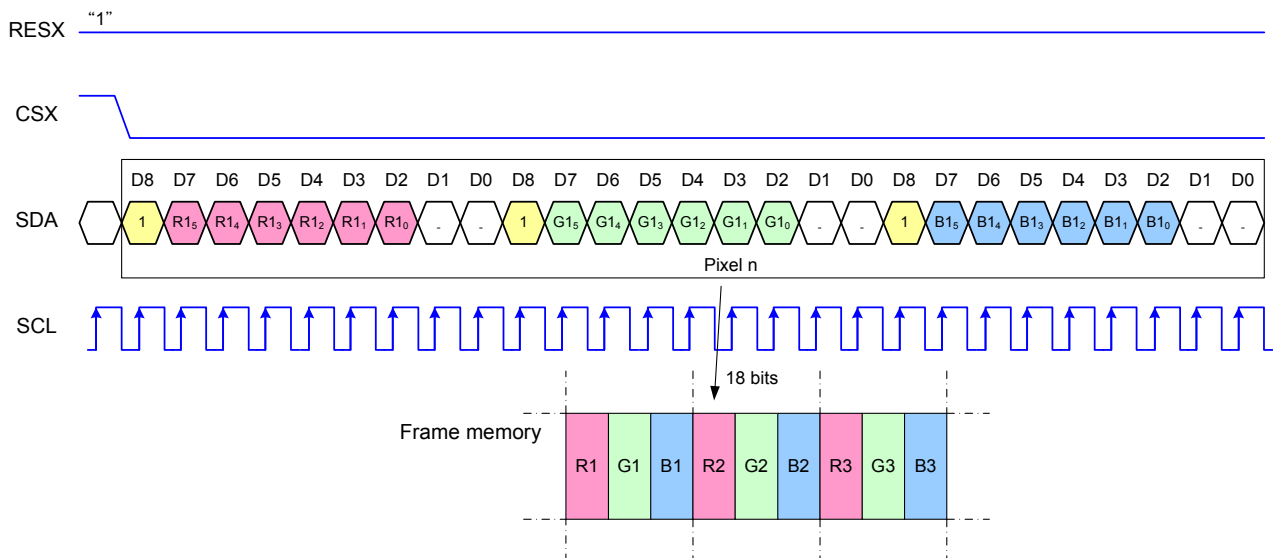 RESX
“1”
CSX
D8 D7 D6 D5 D4 D3 D2 D1 D0 D8 D7 D6 D5 D4 D3 D2 D1 D0 D8 D7 D6 D5 D4 D3 D2 D1 D0
SDA
1 R1₅ R1₄ R1₃ R1₂ R1₁ R1₀ - - 1 G1₅ G1₄ G1₃ G1₂ G1₁ G1₀ - - 1 B1₅ B1₄ B1₃ B1₂ B1₁ B1₀ - -
Pixel n
SCL
18 bits
Frame memory
R1 G1 B1 R2 G2 B2 R3 G3 B3